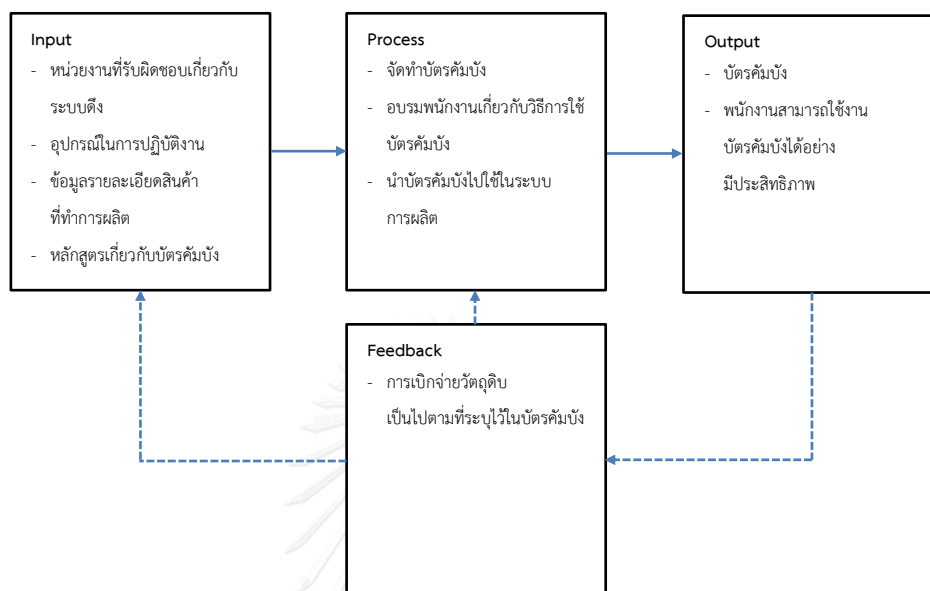 Input
- หน่วยงานที่รับผิดชอบเกี่ยวกับ
ระบบดึง
- อุปกรณ์ในการปฏิบัติงาน
- ข้อมูลรายละเอียดสินค้า
ที่ทำการผลิต
- หลักสูตรเกี่ยวกับบัตรคัมบัง
Process
- จัดทำบัตรคัมบัง
- อบรมพนักงานเกี่ยวกับวิธีการใช้
บัตรคัมบัง
- นำบัตรคัมบังไปใช้ในระบบ
การผลิต
Output
- บัตรคัมบัง
- พนักงานสามารถใช้งาน
บัตรคัมบังได้อย่าง
มีประสิทธิภาพ
Feedback
- การเบิกจ่ายวัตถุดิบ
เป็นไปตามที่ระบุไว้ในบัตรคัมบัง